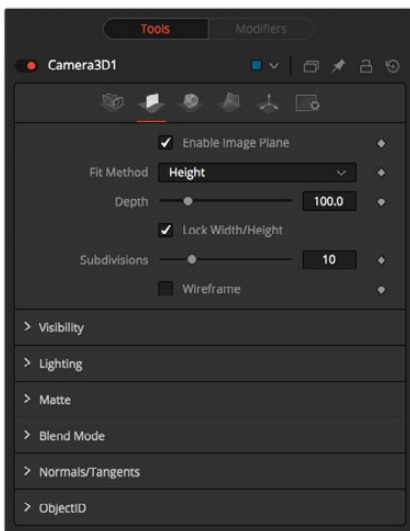 Tools Modifiers
Camera3D1
Enable Image Plane
Fit Method Height
Depth 100.0
Lock Width/Height
Subdivisions 10
Wireframe
> Visibility
> Lighting
> Matte
> Blend Mode
> Normals/Tangents
> ObjectID